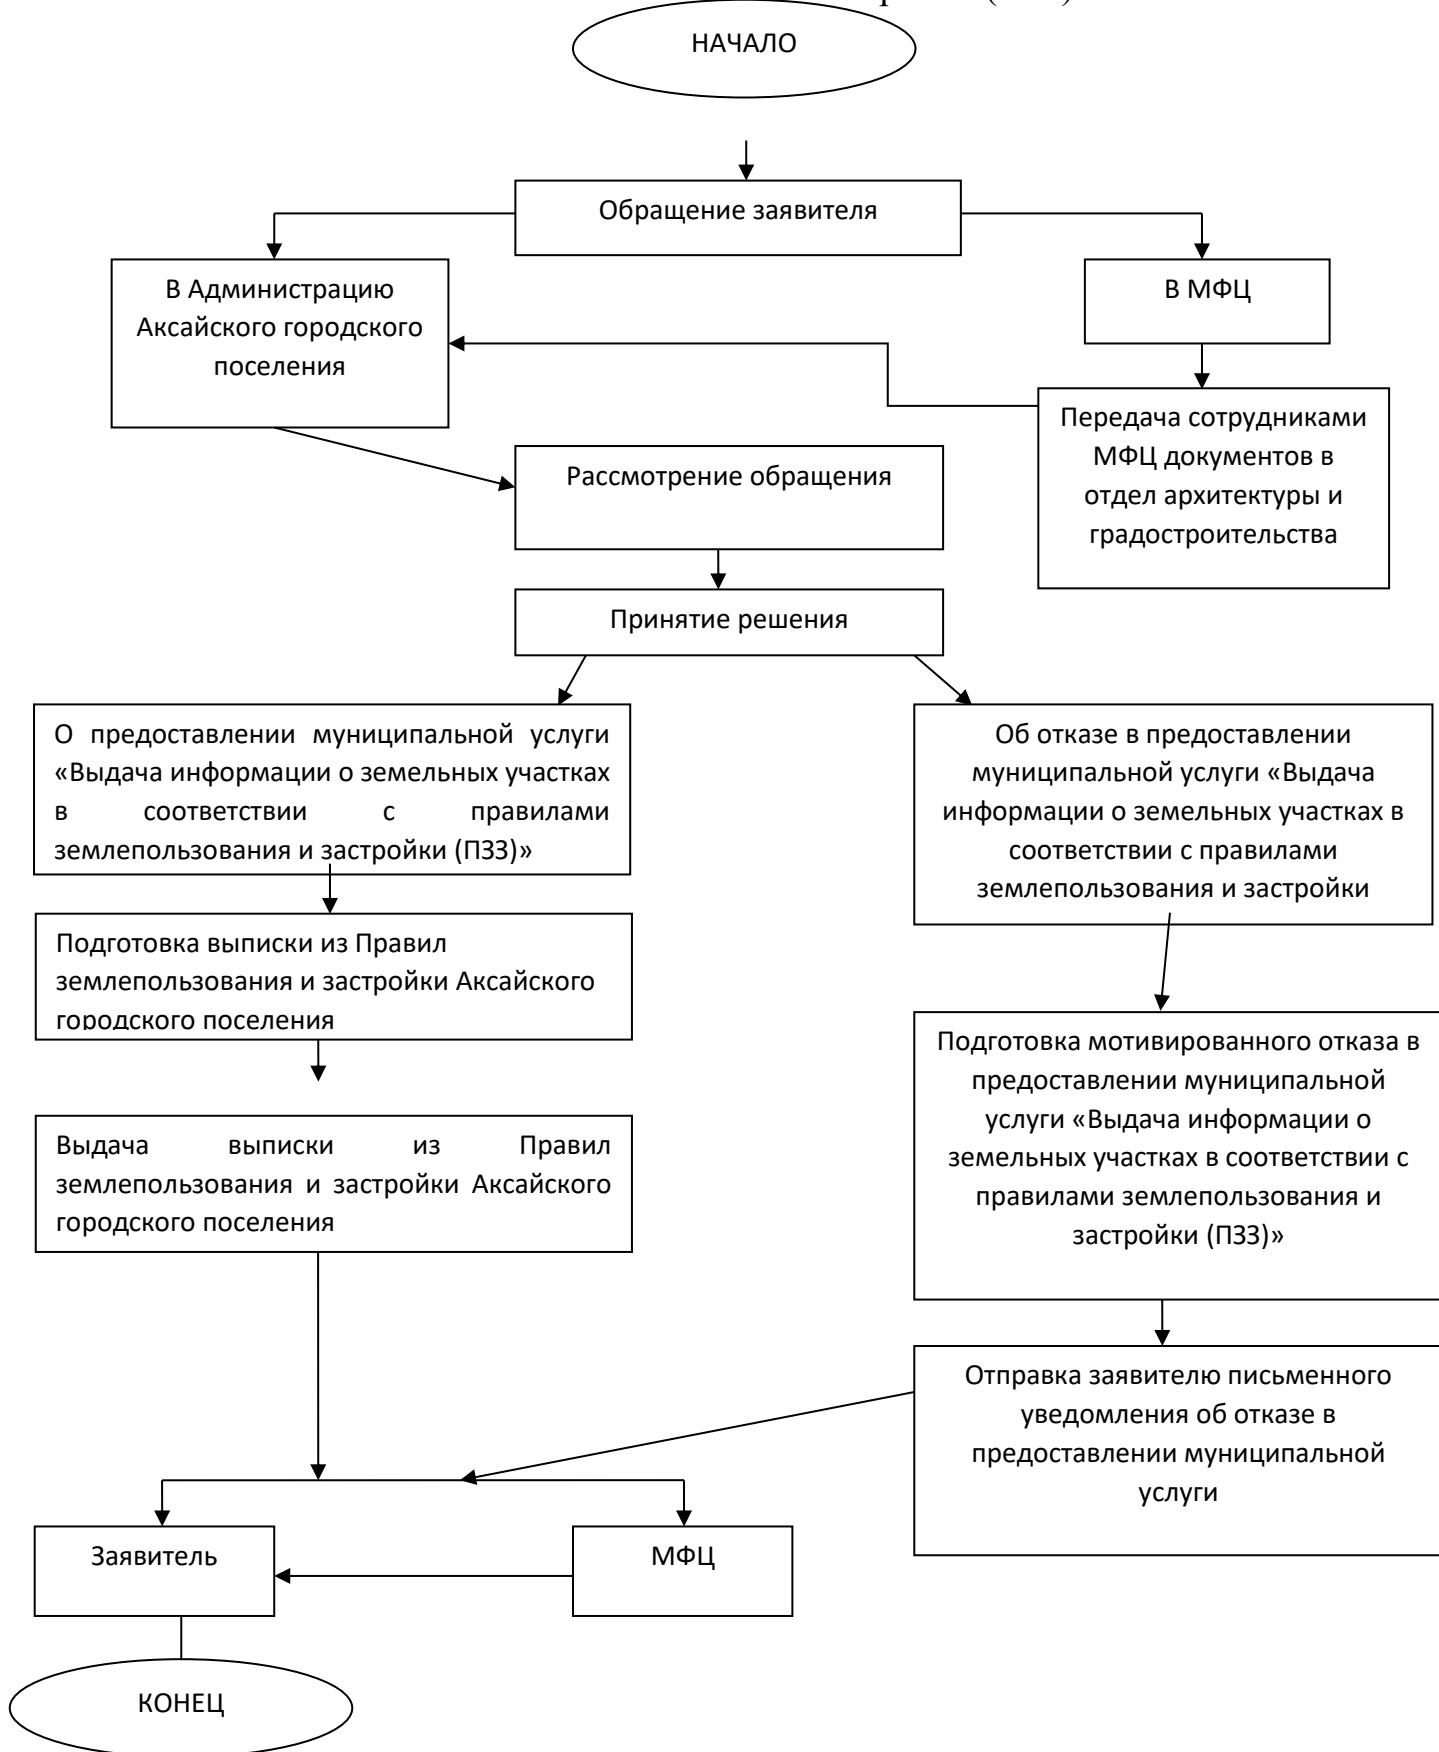 НАЧАЛО
Обращение заявителя
В Администрацию
Аксайского городского
поселения
В МФЦ
Передача сотрудниками
МФЦ документов в
отдел архитектуры и
градостроительства
Рассмотрение обращения
Принятие решения
О предоставлении муниципальной услуги
«Выдача информации о земельных участках
в соответствии с правилами
землепользования и застройки (ПЗЗ)»
Об отказе в предоставлении
муниципальной услуги «Выдача
информации о земельных участках в
соответствии с правилами
землепользования и застройки
Подготовка выписки из Правил
землепользования и застройки Аксайского
городского поселения
Подготовка мотивированного отказа в
предоставлении муниципальной
услуги «Выдача информации о
земельных участках в соответствии с
правилами землепользования и
застройки (ПЗЗ)»
Выдача выписки из Правил
землепользования и застройки Аксайского
городского поселения
Отправка заявителю письменного
уведомления об отказе в
предоставлении муниципальной
услуги
Заявитель
МФЦ
КОНЕЦ